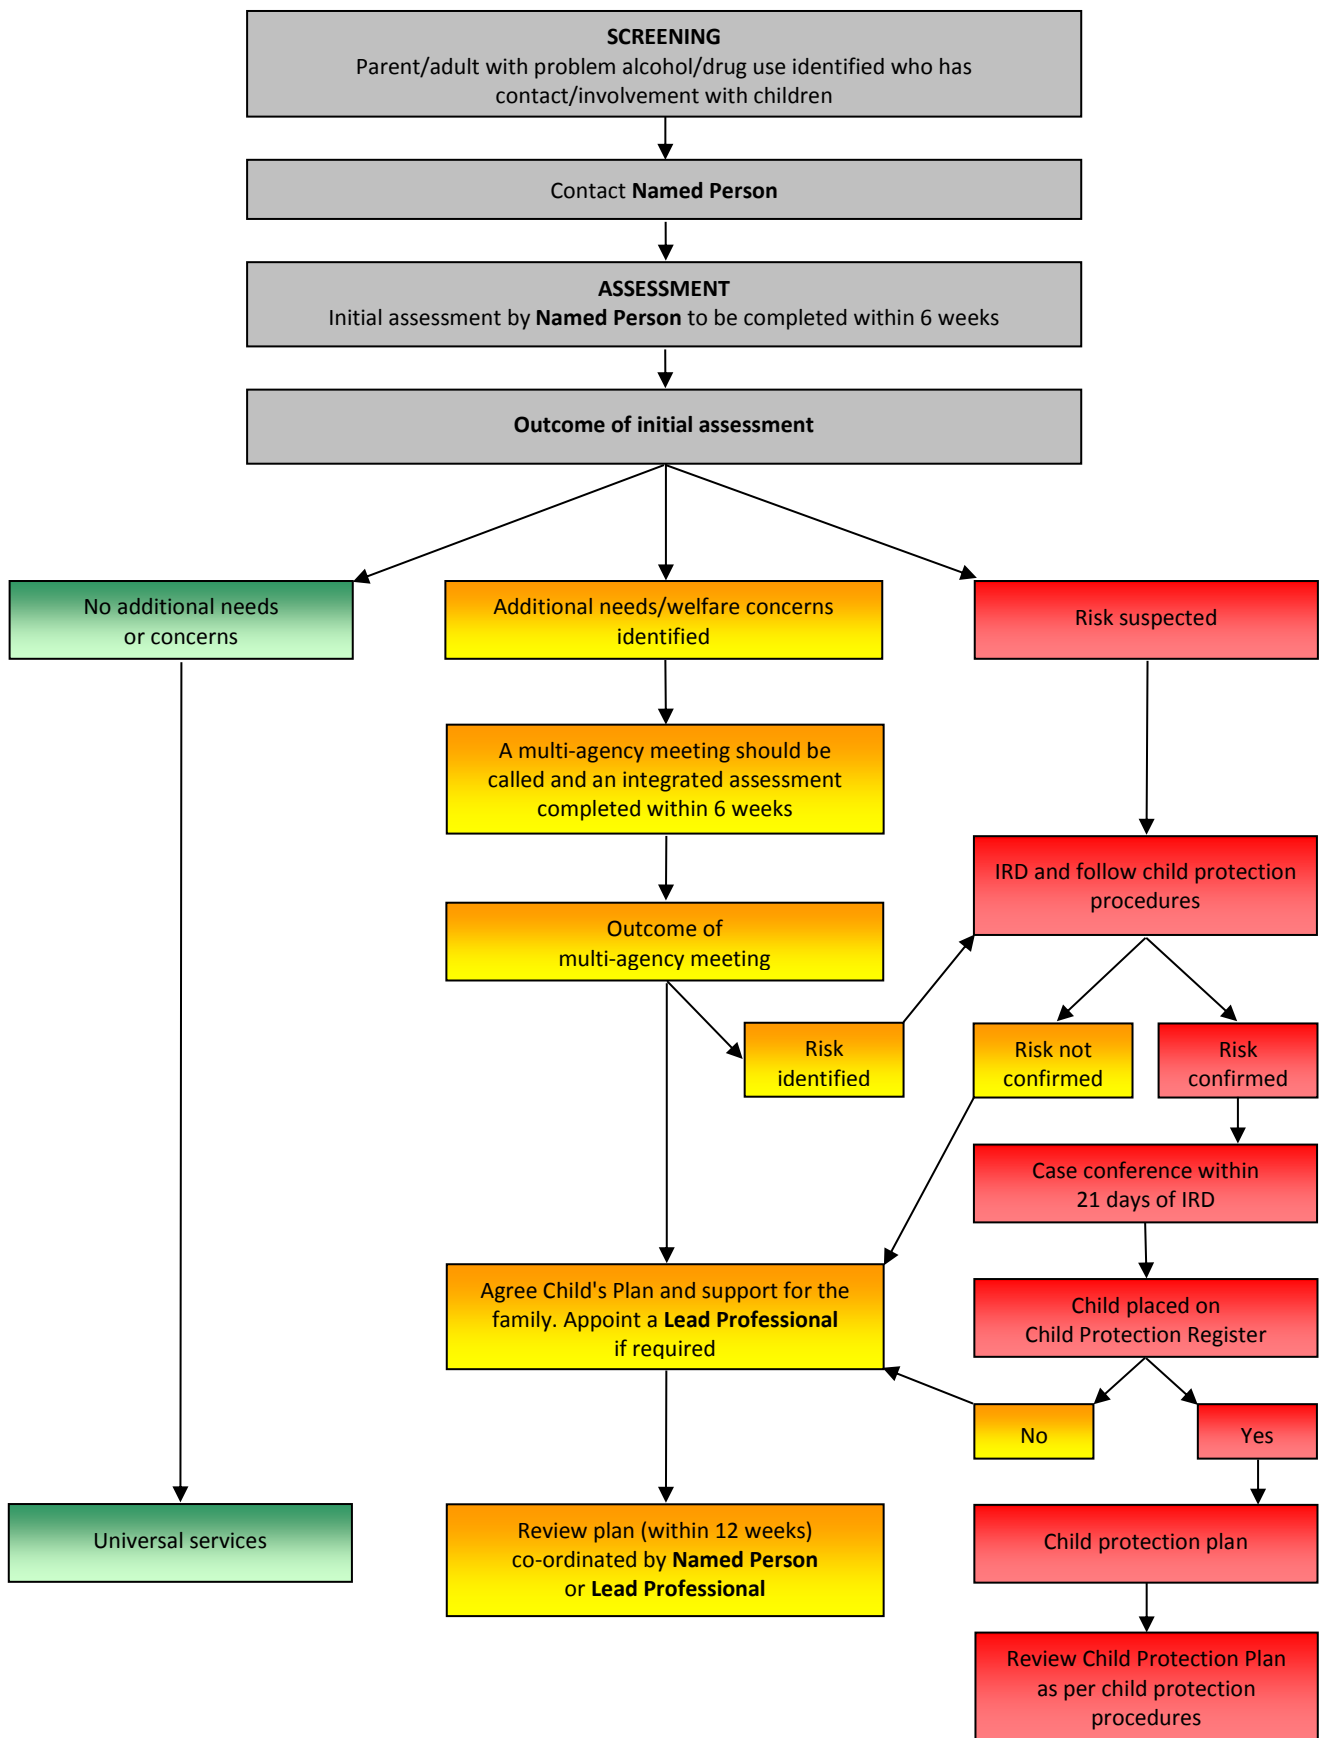 SCREENING
Parent/adult with problem alcohol/drug use identified who has
contact/involvement with children
Contact Named Person
ASSESSMENT
Initial assessment by Named Person to be completed within 6 weeks
Outcome of initial assessment
No additional needs
or concerns
Additional needs/welfare concerns
identified
Risk suspected
A multi-agency meeting should be
called and an integrated assessment
completed within 6 weeks
IRD and follow child protection
procedures
Outcome of
multi-agency meeting
Risk
identified
Risk not
confirmed
Risk
confirmed
Case conference within
21 days of IRD
Agree Child's Plan and support for the
family. Appoint a Lead Professional
if required
Child placed on
Child Protection Register
No
Yes
Universal services
Review plan (within 12 weeks)
co-ordinated by Named Person
or Lead Professional
Child protection plan
Review Child Protection Plan
as per child protection
procedures